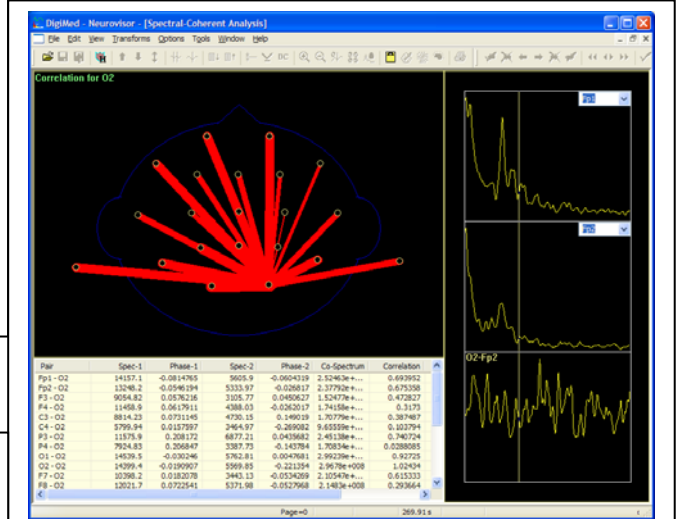 DigiMed - Neurovisor - [Spectral-Coherent Analysis]
File Edit View Transforms Options Tools Window Help
Correlation for O2
Fp1
Fp2
O2-Fp2
Pair Spec-1 Phase-1 Spec-2 Phase-2 Co-Spectrum Correlation
Fp1 - O2 14157.1 -0.0814765 5605.9 -0.0604319 2.52463e+... 0.693952
Fp2 - O2 13248.2 -0.0546194 5333.97 -0.026817 2.37792e+... 0.675358
F3 - O2 9054.82 0.0576216 3105.77 0.0450627 1.52477e+... 0.472827
F4 - O2 11458.9 0.0617911 4388.03 -0.0262017 1.74158e+... 0.3173
C3 - O2 8814.23 0.0731145 4730.15 0.149019 1.70779e+... 0.387487
C4 - O2 5799.94 0.0157597 2464.97 -0.269082 9.65559e+... 0.103794
P3 - O2 11575.9 0.208172 6877.21 0.0435682 2.45138e+... 0.740724
P4 - O2 7924.83 0.206847 3387.73 -0.143784 1.70834e+... 0.0288085
O1 - O2 14539.5 -0.030246 5762.81 0.0047681 2.99239e+... 0.92725
O2 - O2 14399.4 -0.0190907 5569.85 -0.221354 2.9678e+008 1.02434
F7 - O2 10398.2 0.0182078 3443.13 -0.0534269 2.10547e+... 0.615333
F8 - O2 12021.7 0.0722541 5371.98 -0.0527968 2.1483e+008 0.293664
Page=0 269.91 s